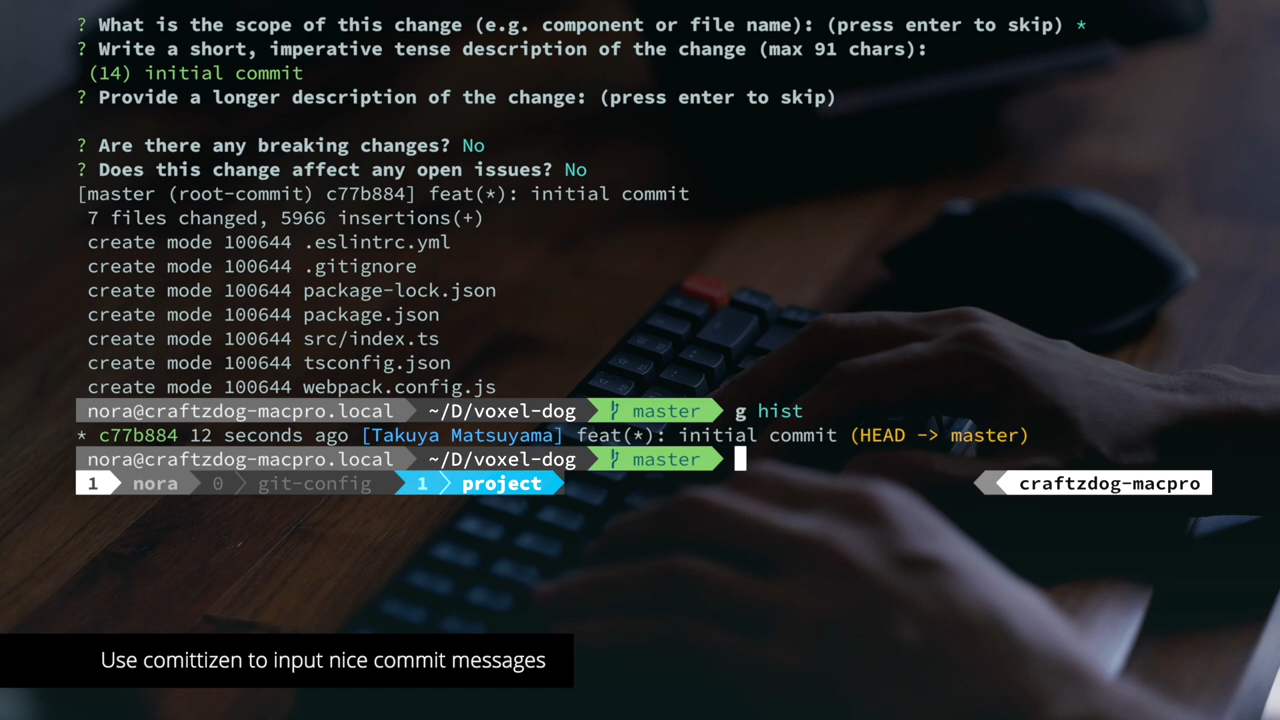 ? What is the scope of this change (e.g. component or file name): (press enter to skip) *
? Write a short, imperative tense description of the change (max 91 chars):
(14) initial commit
? Provide a longer description of the change: (press enter to skip)
? Are there any breaking changes? No
? Does this change affect any open issues? No
[master (root-commit) c77b884] feat(*): initial commit
7 files changed, 5966 insertions(+)
create mode 100644 .eslintrc.yml
create mode 100644 .gitignore
create mode 100644 package-lock.json
create mode 100644 package.json
create mode 100644 src/index.ts
create mode 100644 tsconfig.json
create mode 100644 webpack.config.js
nora@craftzdog-macpro.local ~/D/voxel-dog master g hist
* c77b884 12 seconds ago [Takuya Matsuyama] feat(*): initial commit (HEAD -> master)
nora@craftzdog-macpro.local ~/D/voxel-dog master
1 nora 0 git-config 1 project craftzdog-macpro
Use comittizen to input nice commit messages